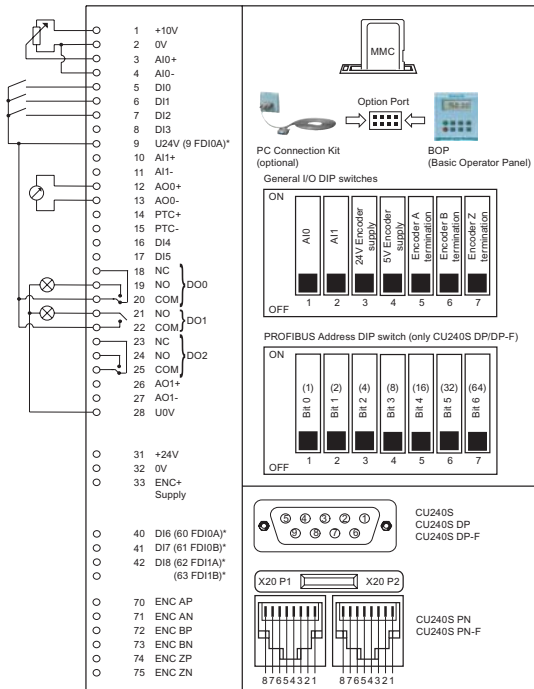 1 +10V
2 0V
3 AI0+
4 AI0-
5 DI0
6 DI1
7 DI2
8 DI3
9 U24V (9 FDI0A)*
10 AI1+
11 AI1-
12 AO0+
13 AO0-
14 PTC+
15 PTC-
16 DI4
17 DI5
18 NC
19 NO DO0
20 COM
21 NO
22 COM DO1
23 NC
24 NO DO2
25 COM
26 AO1+
27 AO1-
28 U0V
31 +24V
32 0V
33 ENC+
Supply
40 DI6 (60 FDI0A)*
41 DI7 (61 FDI0B)*
42 DI8 (62 FDI1A)*
(63 FDI1B)*
70 ENC AP
71 ENC AN
72 ENC BP
73 ENC BN
74 ENC ZP
75 ENC ZN
MMC
Option Port
PC Connection Kit
(optional)
BOP
(Basic Operator Panel)
General I/O DIP switches
ON
AI0
AI1
24V Encoder
supply
5V Encoder
supply
Encoder A
termination
Encoder B
termination
Encoder Z
termination
1 2 3 4 5 6 7
OFF
PROFIBUS Address DIP switch (only CU240S DP/DP-F)
ON
Bit 0 (1)
Bit 1 (2)
Bit 2 (4)
Bit 3 (8)
Bit 4 (16)
Bit 5 (32)
Bit 6 (64)
1 2 3 4 5 6 7
OFF
5 4 3 2 1
9 8 7 6
CU240S
CU240S DP
CU240S DP-F
X20 P1 X20 P2
CU240S PN
CU240S PN-F
87654321 87654321